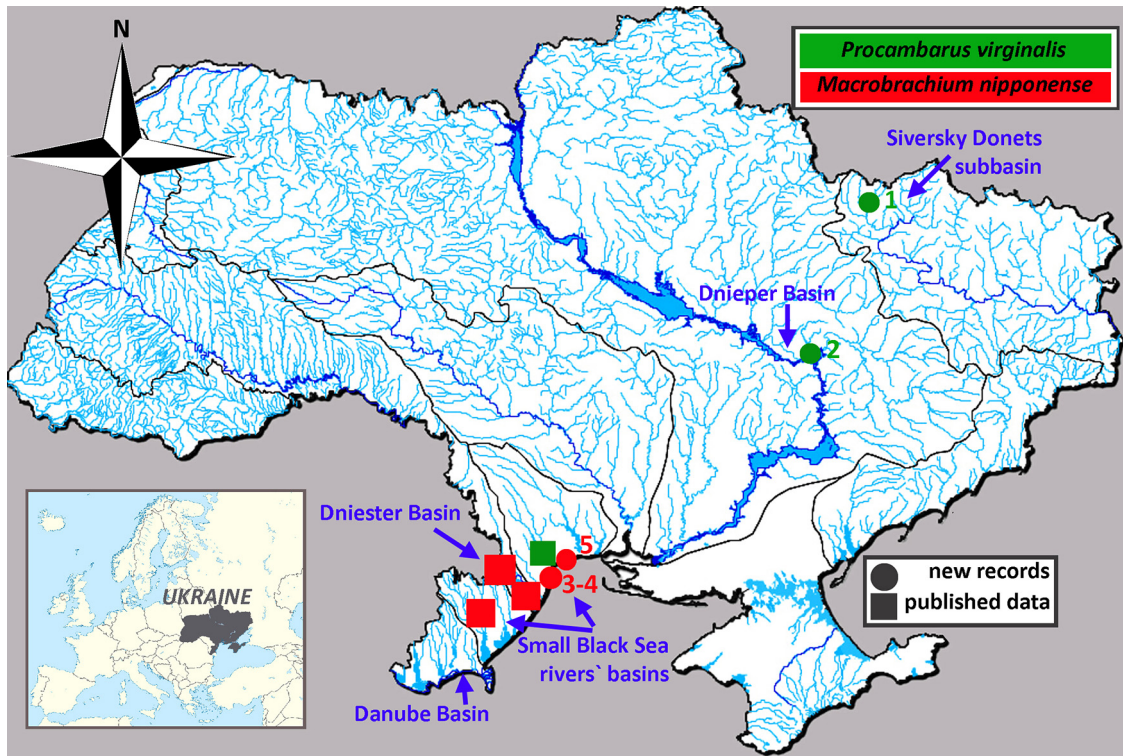 N
Procambarus virginalis
Macrobrachium nipponense
Siversky Donets
subbasin
1
Dnieper Basin
2
Dniester Basin
5
3-4
UKRAINE
new records
published data
Small Black Sea
rivers` basins
Danube Basin